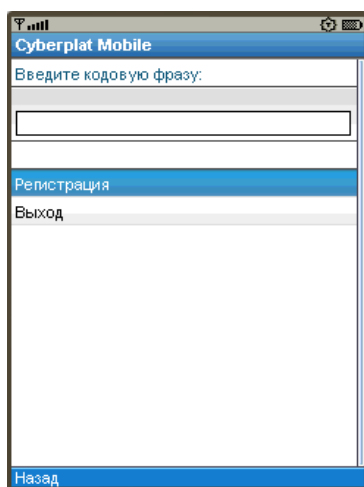 Cyberplat Mobile
Введите кодовую фразу:
Регистрация
Выход
Назад